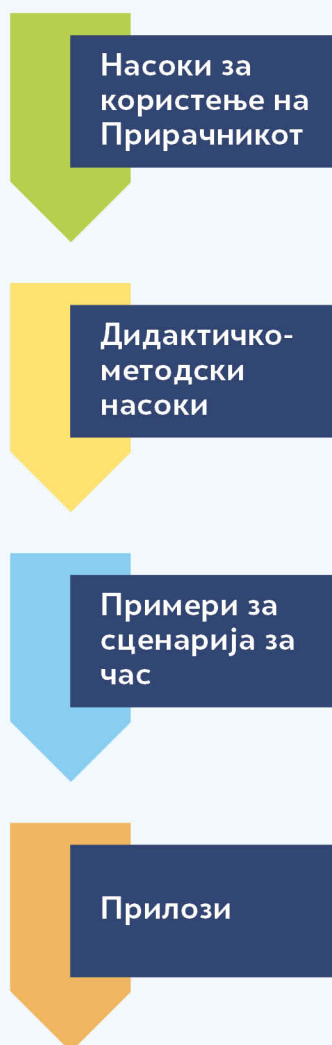 Насоки за
користење на
Прирачникот
Дидактичко-
методски
насоки
Примери за
сценарија за
час
Прилози